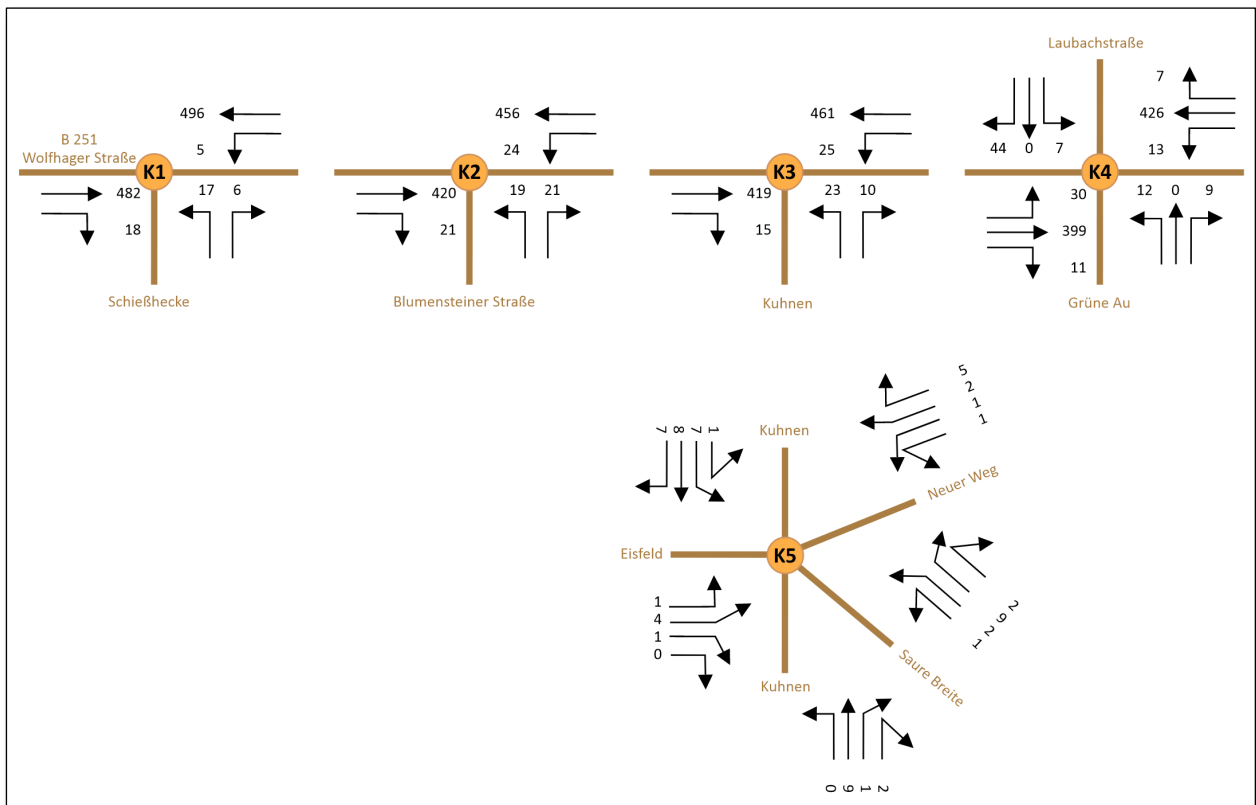 Laubachstraße
496
456
461
7
426
B 251
Wolfhager Straße
5
24
25
44 0 7
13
K1
K2
K3
K4
482
17 6
420
19 21
419
23 10
30
12 0 9
18
21
15
399
11
Schießhecke
Blumensteiner Straße
Kuhnen
Grüne Au
5
2
1
1
7 8 7 1
Kuhnen
Neuer Weg
Eisfeld
K5
1
4
1
0
2
9
2
1
Kuhnen
Saure Breite
0 9 1 2